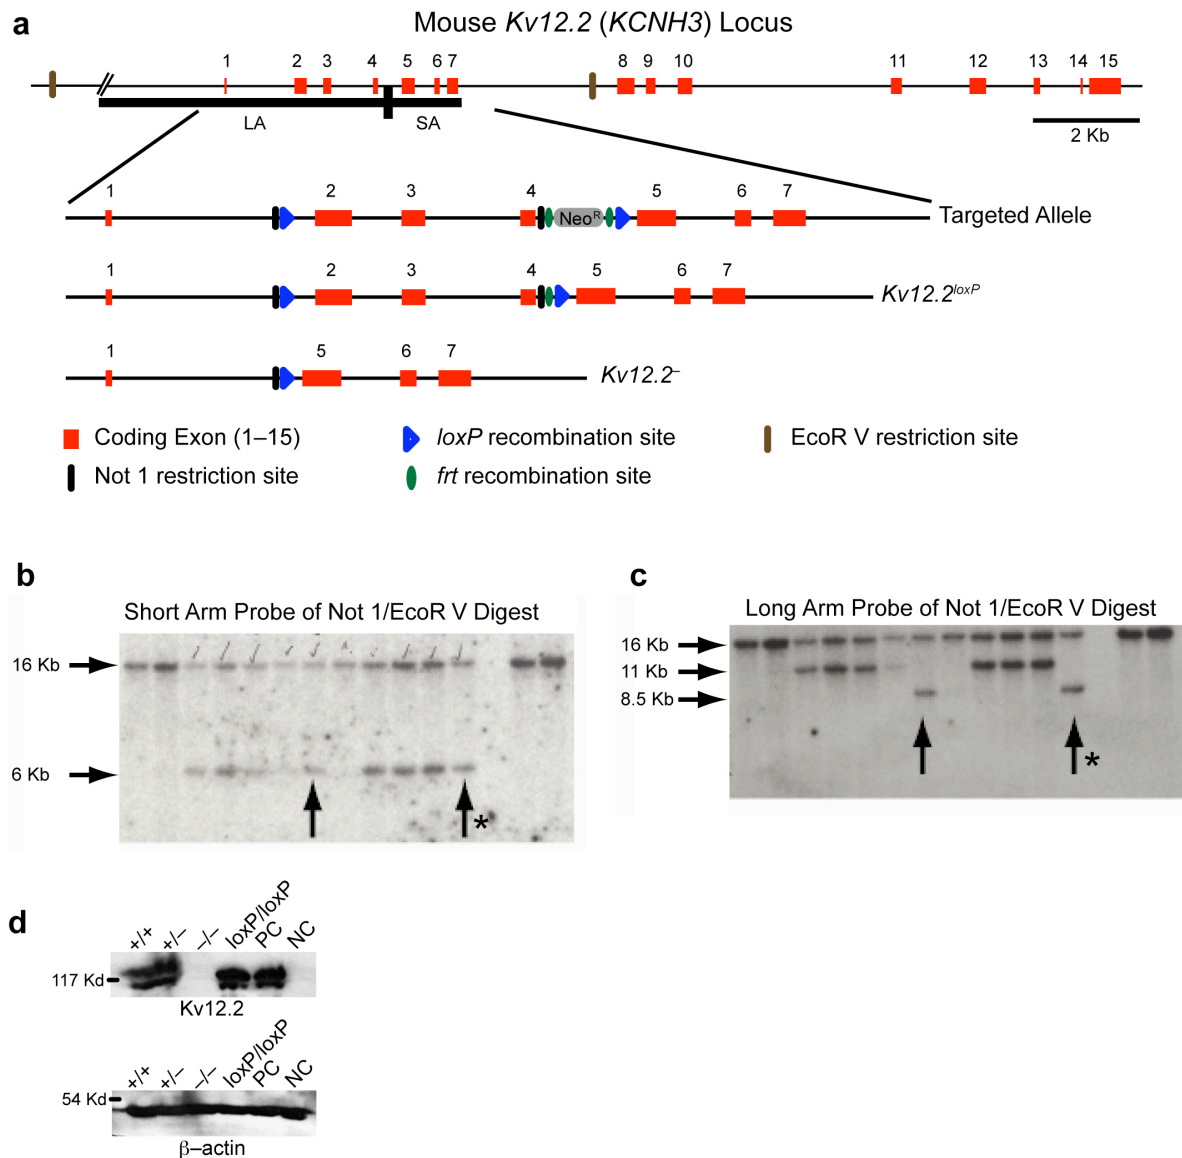 a
Mouse Kv12.2 (KCNH3) Locus
1 2 3 4 5 6 7 8 9 10 11 12 13 14 15
LA SA
2 Kb
1 2 3 4 5 6 7
Neo^R
Targeted Allele
1 2 3 4 5 6 7
Kv12.2^loxP
1 5 6 7
Kv12.2^–
Coding Exon (1–15)
loxP recombination site
EcoR V restriction site
Not 1 restriction site
frt recombination site
b
Short Arm Probe of Not 1/EcoR V Digest
16 Kb
6 Kb
*
c
Long Arm Probe of Not 1/EcoR V Digest
16 Kb
11 Kb
8.5 Kb
*
d
+/+ +/– –/– loxP/loxP PC NC
117 Kd
Kv12.2
+/+ +/– –/– loxP/loxP PC NC
54 Kd
β–actin